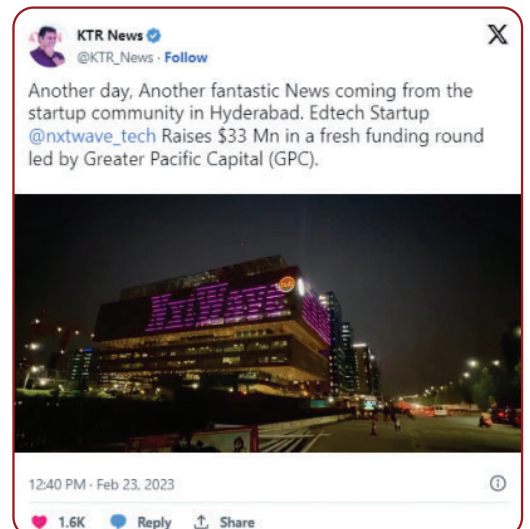 KTR News
@KTR_News · Follow
Another day, Another fantastic News coming from the
startup community in Hyderabad. Edtech Startup
@nxtwave_tech Raises $33 Mn in a fresh funding round
led by Greater Pacific Capital (GPC).
NxtWave
hub
12:40 PM · Feb 23, 2023
1.6K Reply Share